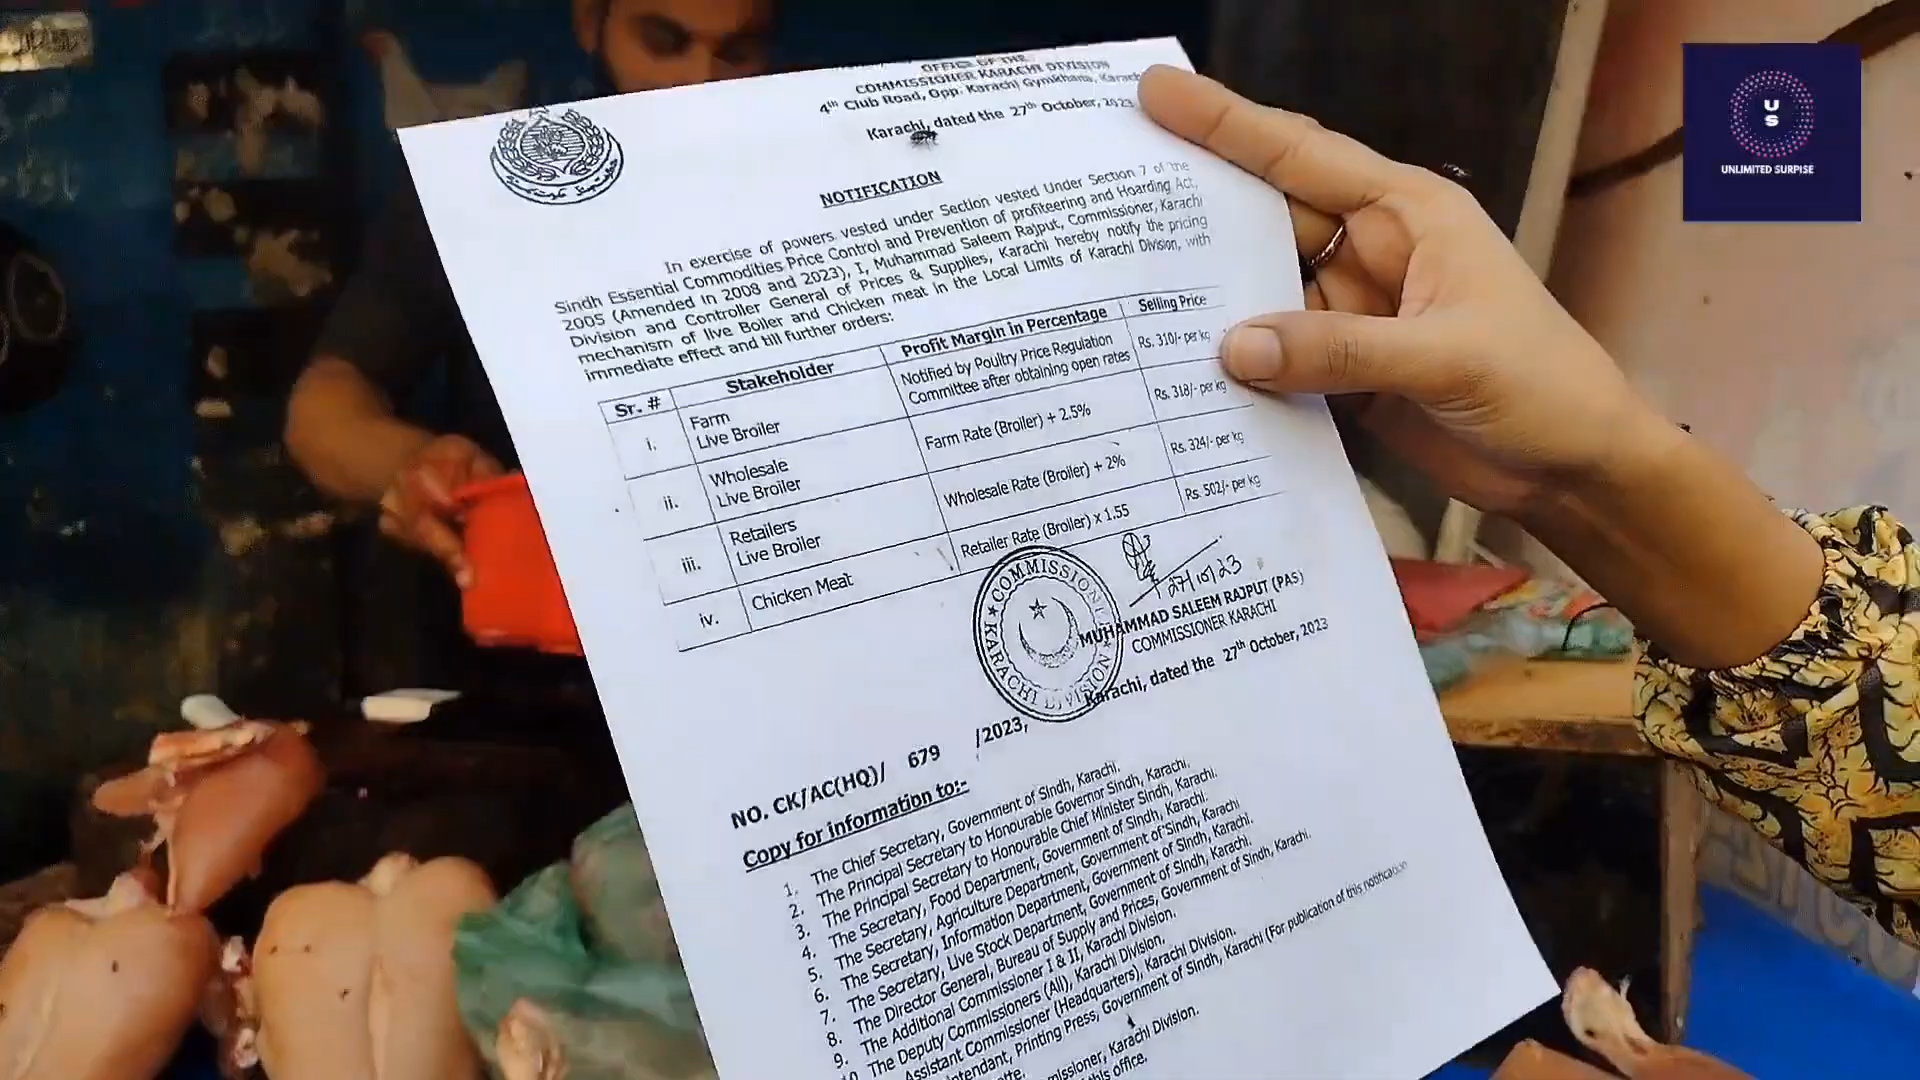 OFFICE OF THE
COMMISSIONER KARACHI DIVISION
4th Club Road, Opp. Karachi Gymkhana, Karachi
Karachi, dated the 27th October, 2023
NOTIFICATION
In exercise of powers vested under Section vested Under Section 7 of the
Sindh Essential Commodities Price Control and Prevention of profiteering and Hoarding Act,
2005 (Amended in 2008 and 2023), I, Muhammad Saleem Rajput, Commissioner, Karachi
Division and Controller General of Prices & Supplies, Karachi hereby notify the pricing
mechanism of live Boiler and Chicken meat in the Local Limits of Karachi Division, with
immediate effect and till further orders:
Sr. # Stakeholder Profit Margin in Percentage Selling Price
i. Farm Live Broiler Notified by Poultry Price Regulation Committee after obtaining open rates Rs. 310/- per kg
ii. Wholesale Live Broiler Farm Rate (Broiler) + 2.5% Rs. 318/- per kg
iii. Retailers Live Broiler Wholesale Rate (Broiler) + 2% Rs. 324/- per kg
iv. Chicken Meat Retailer Rate (Broiler) x 1.55 Rs. 502/- per kg
27/10/23
MUHAMMAD SALEEM RAJPUT (PAS)
COMMISSIONER KARACHI
KARACHI DIVISION
NO. CK/AC(HQ)/ 679 /2023, Karachi, dated the 27th October, 2023
Copy for information to:-
1. The Chief Secretary, Government of Sindh, Karachi.
2. The Principal Secretary to Honourable Governor Sindh, Karachi.
3. The Principal Secretary to Honourable Chief Minister Sindh, Karachi.
4. The Secretary, Food Department, Government of Sindh, Karachi.
5. The Secretary, Agriculture Department, Government of Sindh, Karachi
6. The Secretary, Information Department, Government of Sindh, Karachi.
7. The Secretary, Live Stock Department, Government of Sindh, Karachi.
8. The Director General, Bureau of Supply and Prices, Government of Sindh, Karachi.
9. The Additional Commissioner I & II, Karachi Division.
10 The Deputy Commissioners (All), Karachi Division.
Assistant Commissioner (Headquarters), Karachi Division.
Printing Press, Government of Sindh, Karachi (For publication of this notification
Karachi Division.
this office.
U
S
UNLIMITED SURPISE